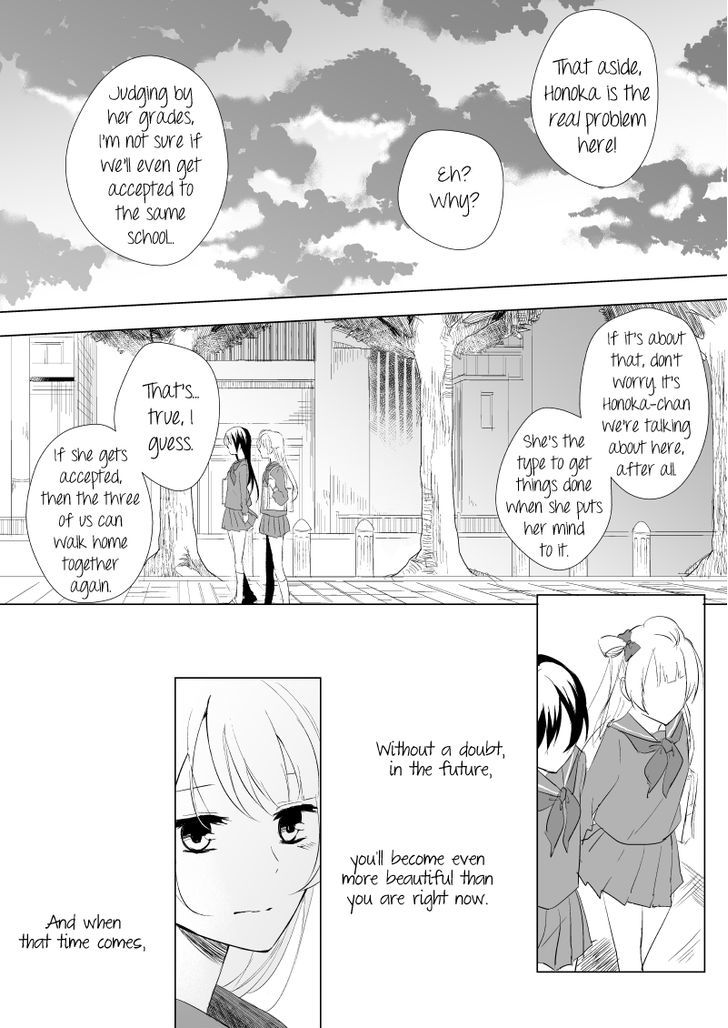 That aside,
Honoka is the
real problem
here!
Eh?
Why?
Judging by
her grades,
I'm not sure if
we'll even get
accepted to
the same
school..
If it's about
that, don't
worry. It's
Honoka-chan
we're talking
about here,
after all.
She's the
type to get
things done
when she puts
her mind
to it.
That's...
true, I
guess.
If she gets
accepted,
then the three
of us can
walk home
together
again.
Without a doubt,
in the future,
you'll become even
more beautiful than
you are right now.
And when
that time comes,